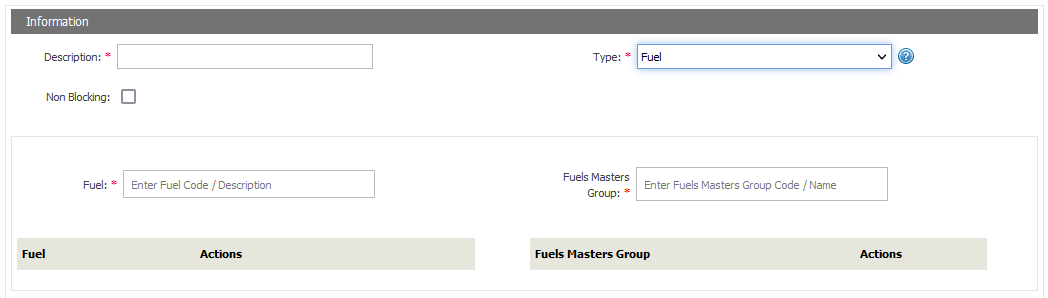 Information
Description: * Type: * Fuel ?
Non Blocking:
Fuel: * Enter Fuel Code / Description
Fuels Masters
Group: * Enter Fuels Masters Group Code / Name
Fuel Actions Fuels Masters Group Actions